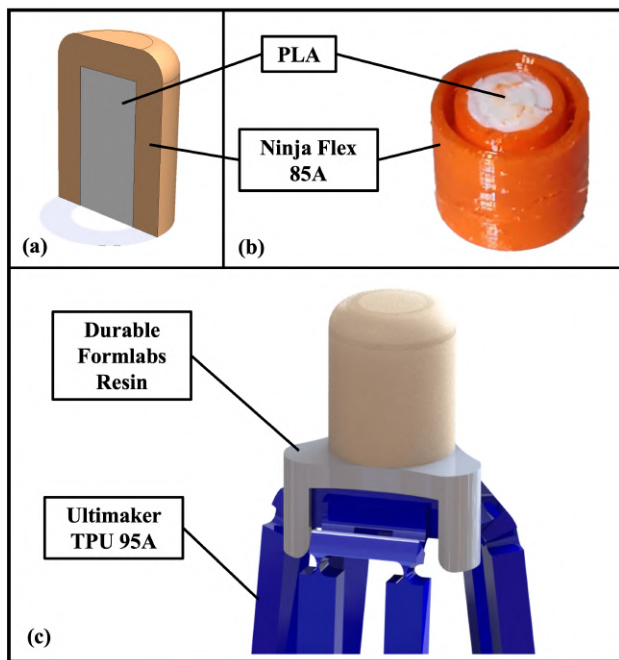 PLA
Ninja Flex
85A
(a)
(b)
Durable
Formlabs
Resin
Ultimaker
TPU 95A
(c)